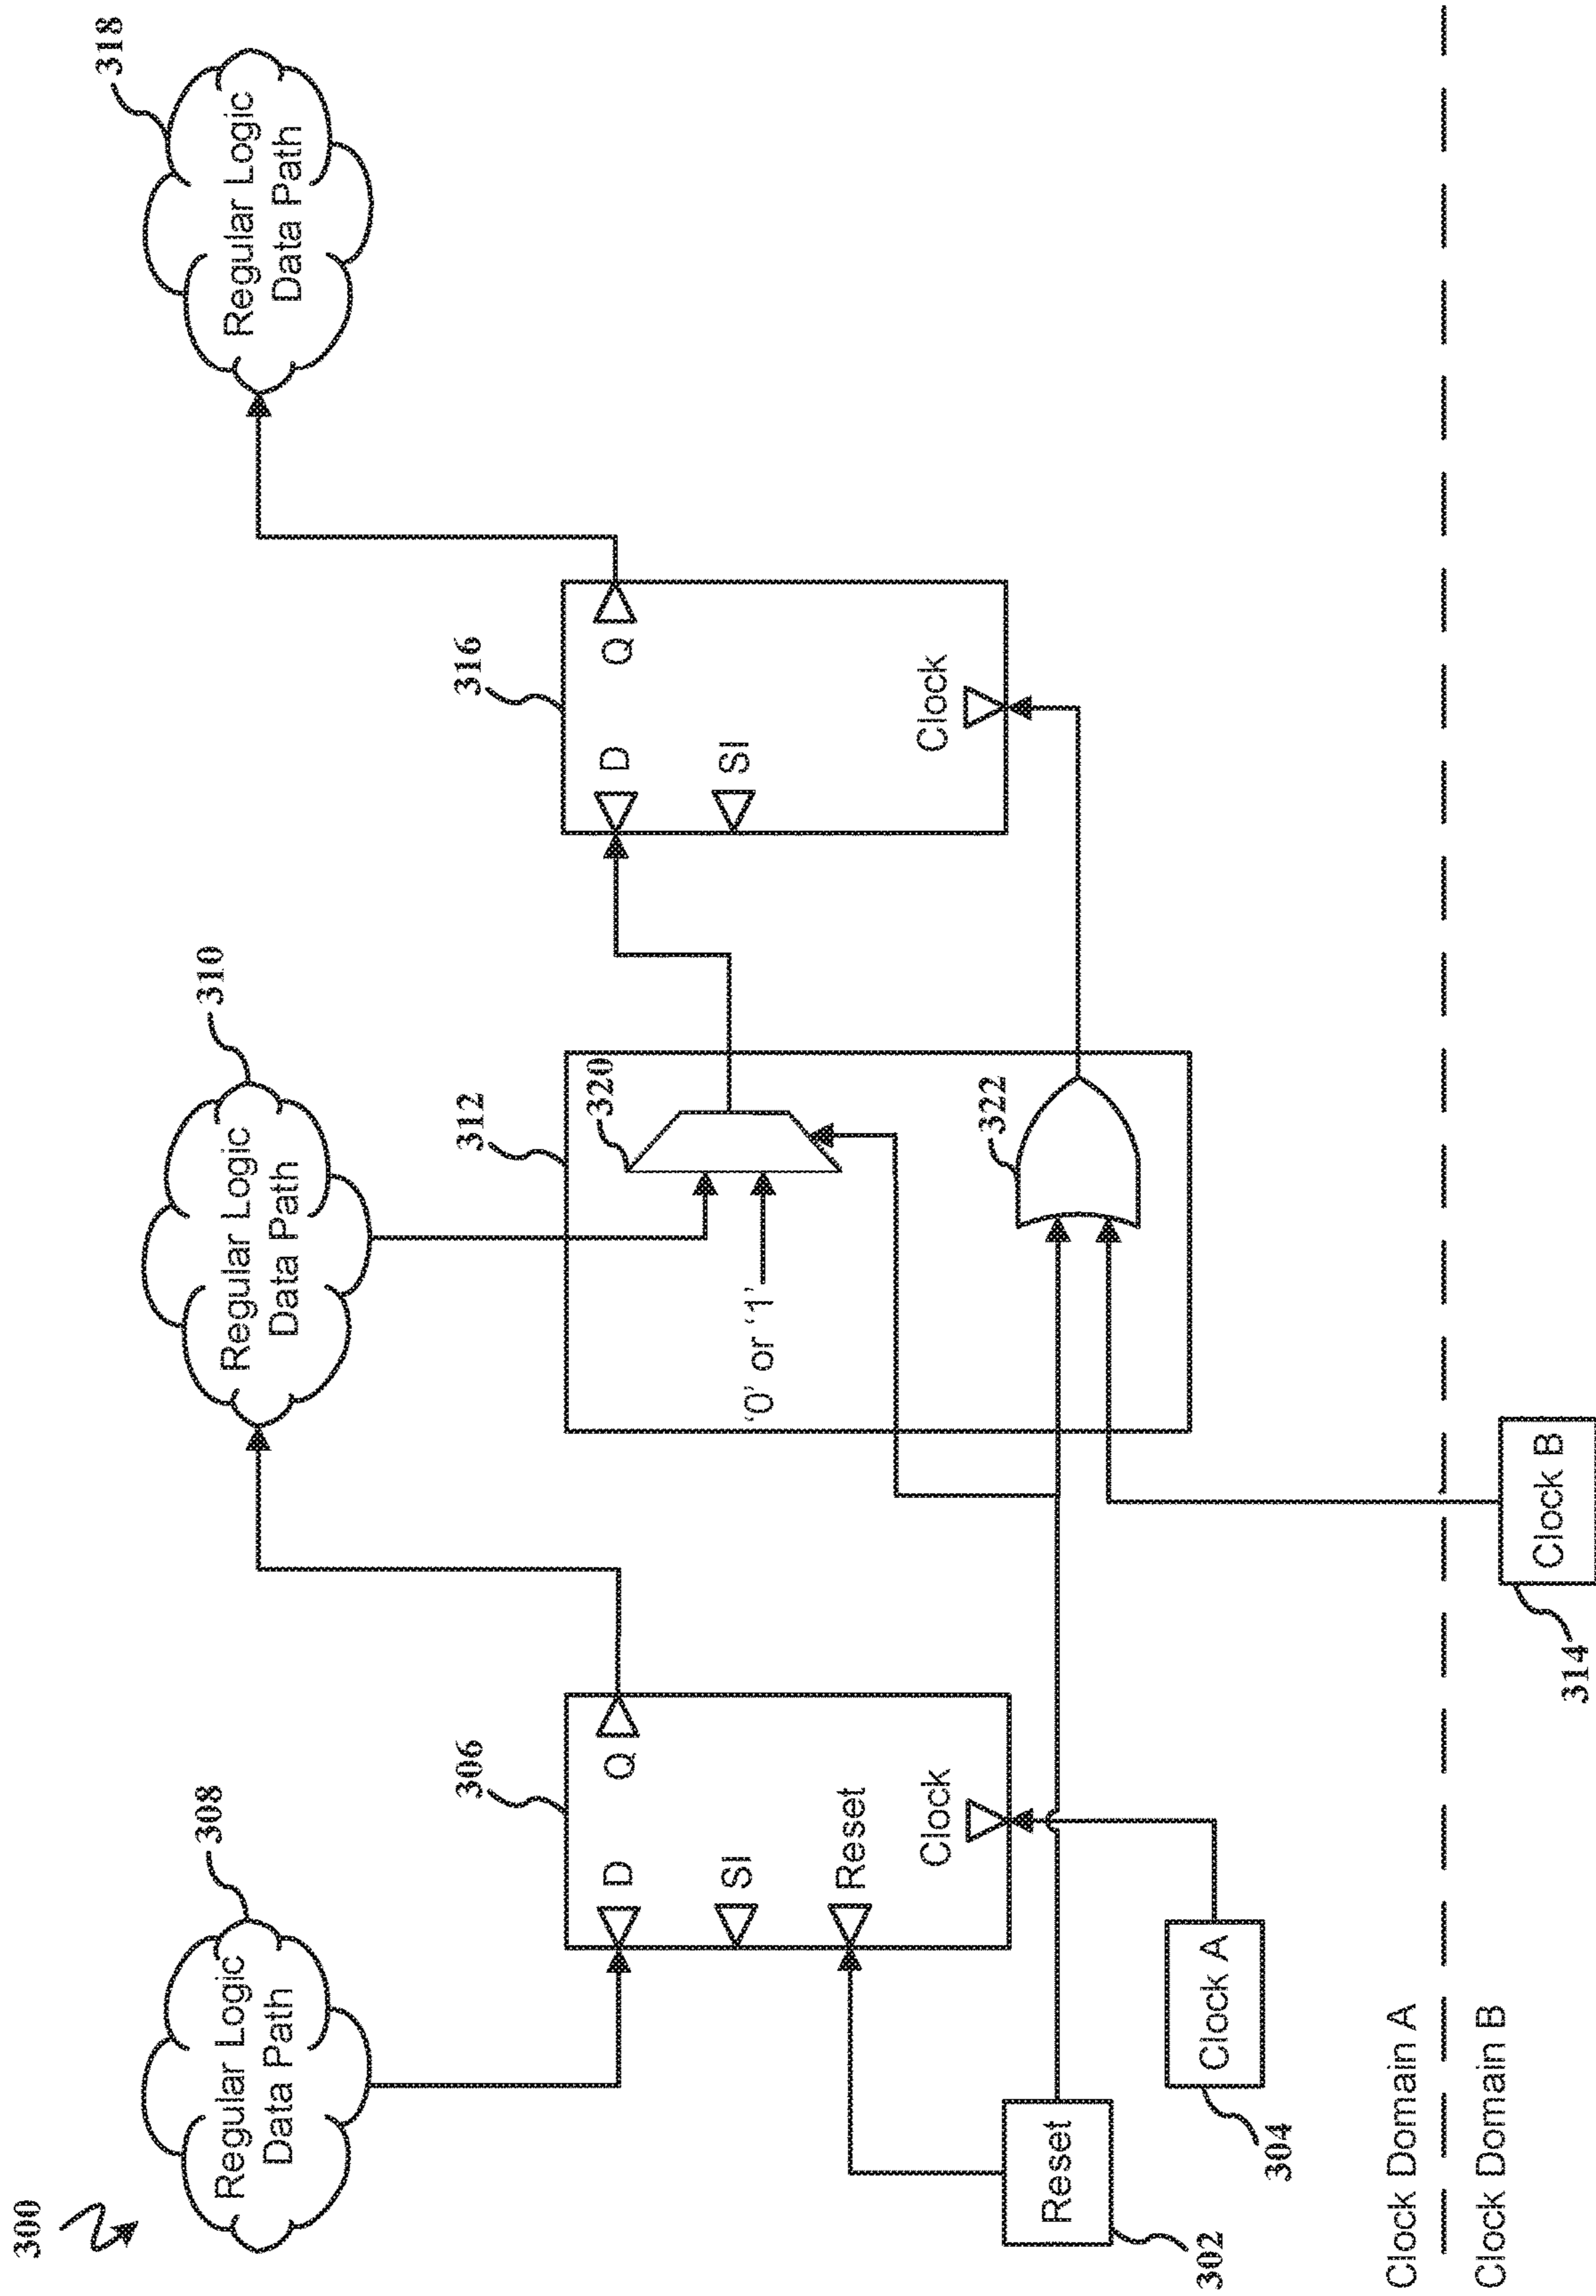 300
308
Regular Logic
Data Path
310
Regular Logic
Data Path
318
Regular Logic
Data Path
306
D
Q
SI
Reset
Clock
312
320
'0' or '1'
322
316
D
Q
SI
Clock
Reset
302
Clock A
304
Clock Domain A
Clock Domain B
Clock B
314